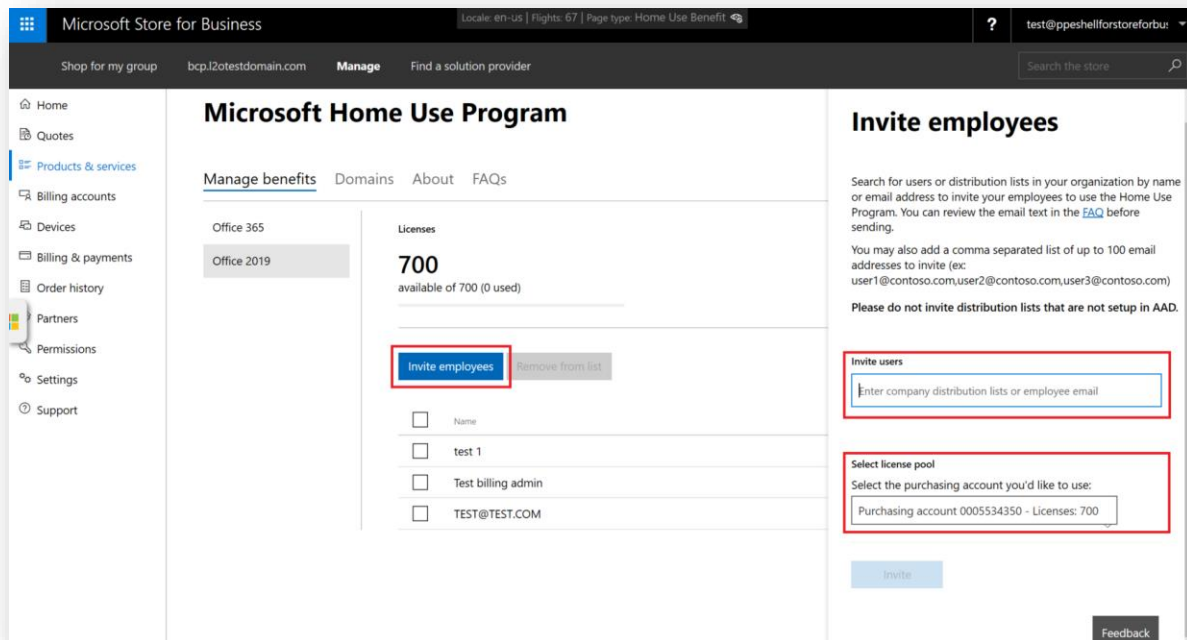 Microsoft Store for Business
Locale: en-us | Flights: 67 | Page type: Home Use Benefit
?
test@ppeshellforstoreforbu:
Shop for my group
bcp.l2otestdomain.com
Manage
Find a solution provider
Search the store
Home
Quotes
Products & services
Billing accounts
Devices
Billing & payments
Order history
Partners
Permissions
Settings
Support
Microsoft Home Use Program
Manage benefits
Domains
About
FAQs
Office 365
Office 2019
Licenses
700
available of 700 (0 used)
Invite employees
Remove from list
Name
test 1
Test billing admin
TEST@TEST.COM
Invite employees
Search for users or distribution lists in your organization by name
or email address to invite your employees to use the Home Use
Program. You can review the email text in the FAQ before
sending.
You may also add a comma separated list of up to 100 email
addresses to invite (ex:
user1@contoso.com,user2@contoso.com,user3@contoso.com)
Please do not invite distribution lists that are not setup in AAD.
Invite users
Enter company distribution lists or employee email
Select license pool
Select the purchasing account you'd like to use:
Purchasing account 0005534350 - Licenses: 700
Invite
Feedback